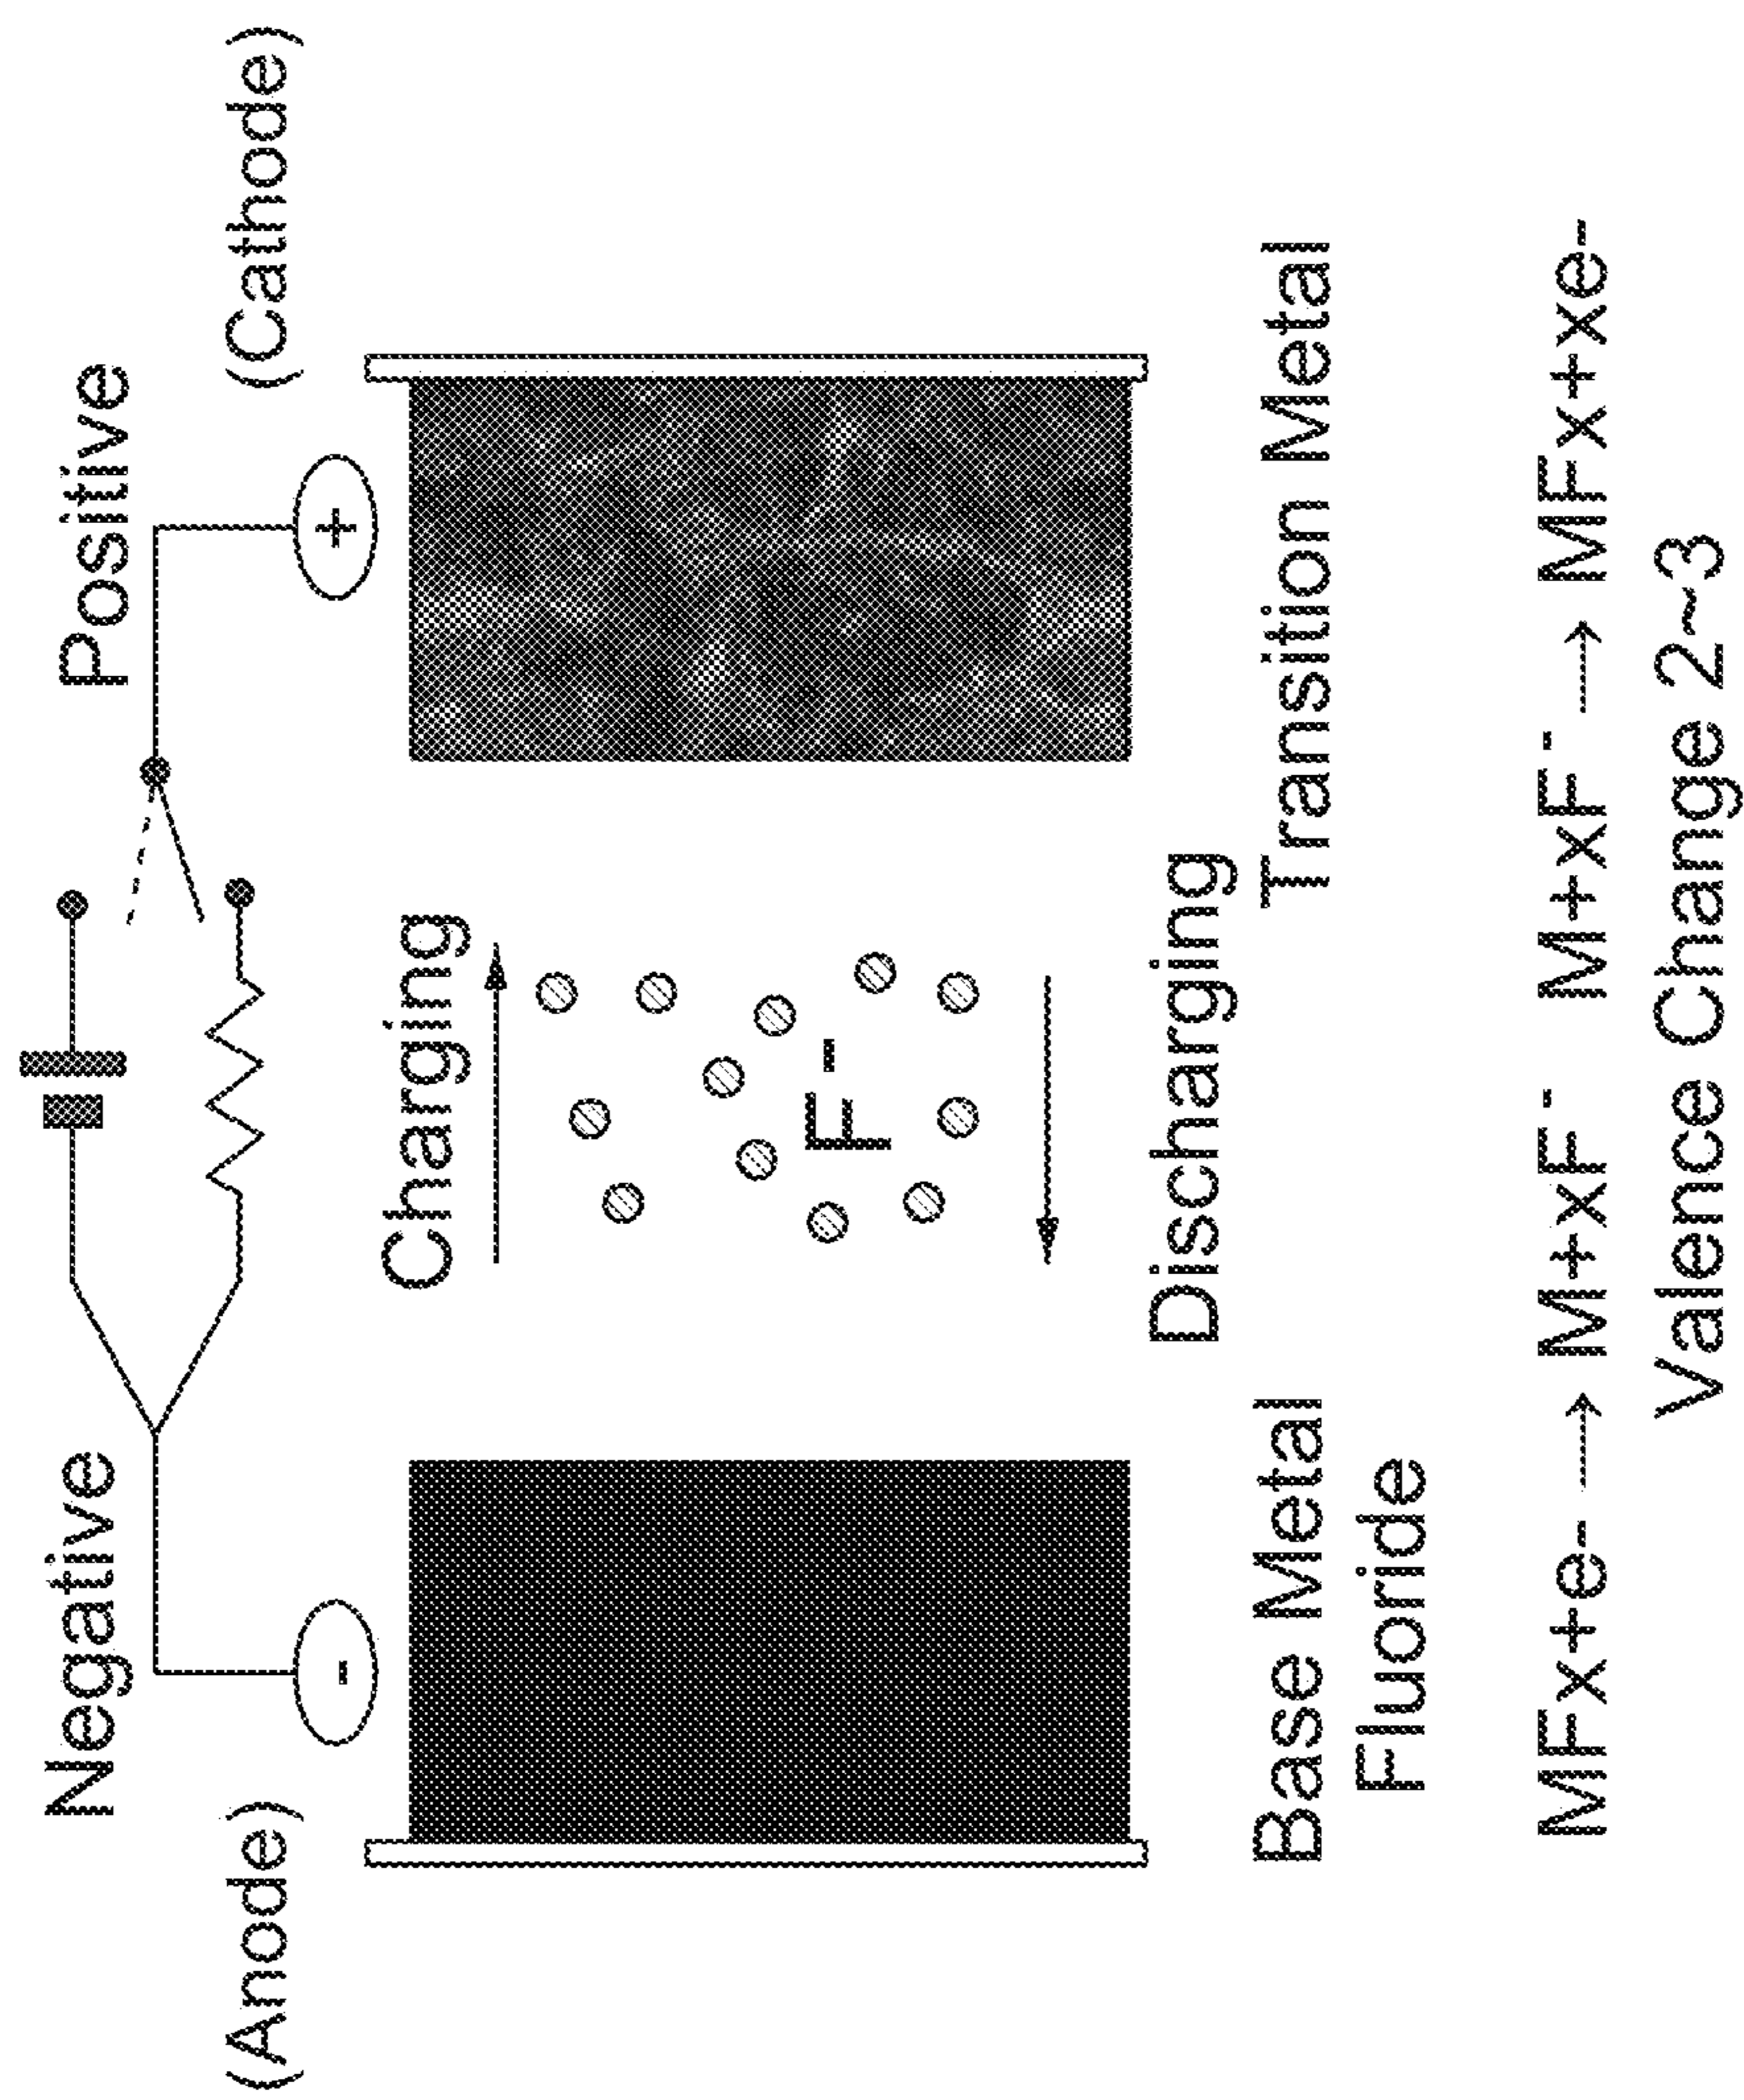 Negative Positive
(Anode) (Cathode)
- +
Charging
F-
Discharging
Base Metal Transition Metal
Fluoride
MFx+e- → M+xF- M+xF- → MFx+xe-
Valence Change 2~3